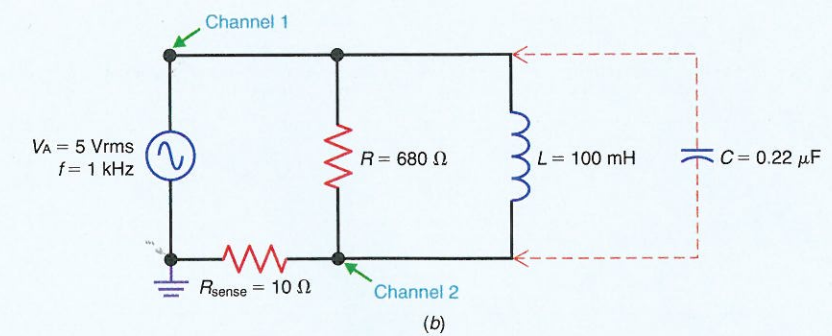 Channel 1
VA = 5 Vrms
f = 1 kHz
R = 680 Ω
L = 100 mH
C = 0.22 μF
Rsense = 10 Ω
Channel 2
(b)